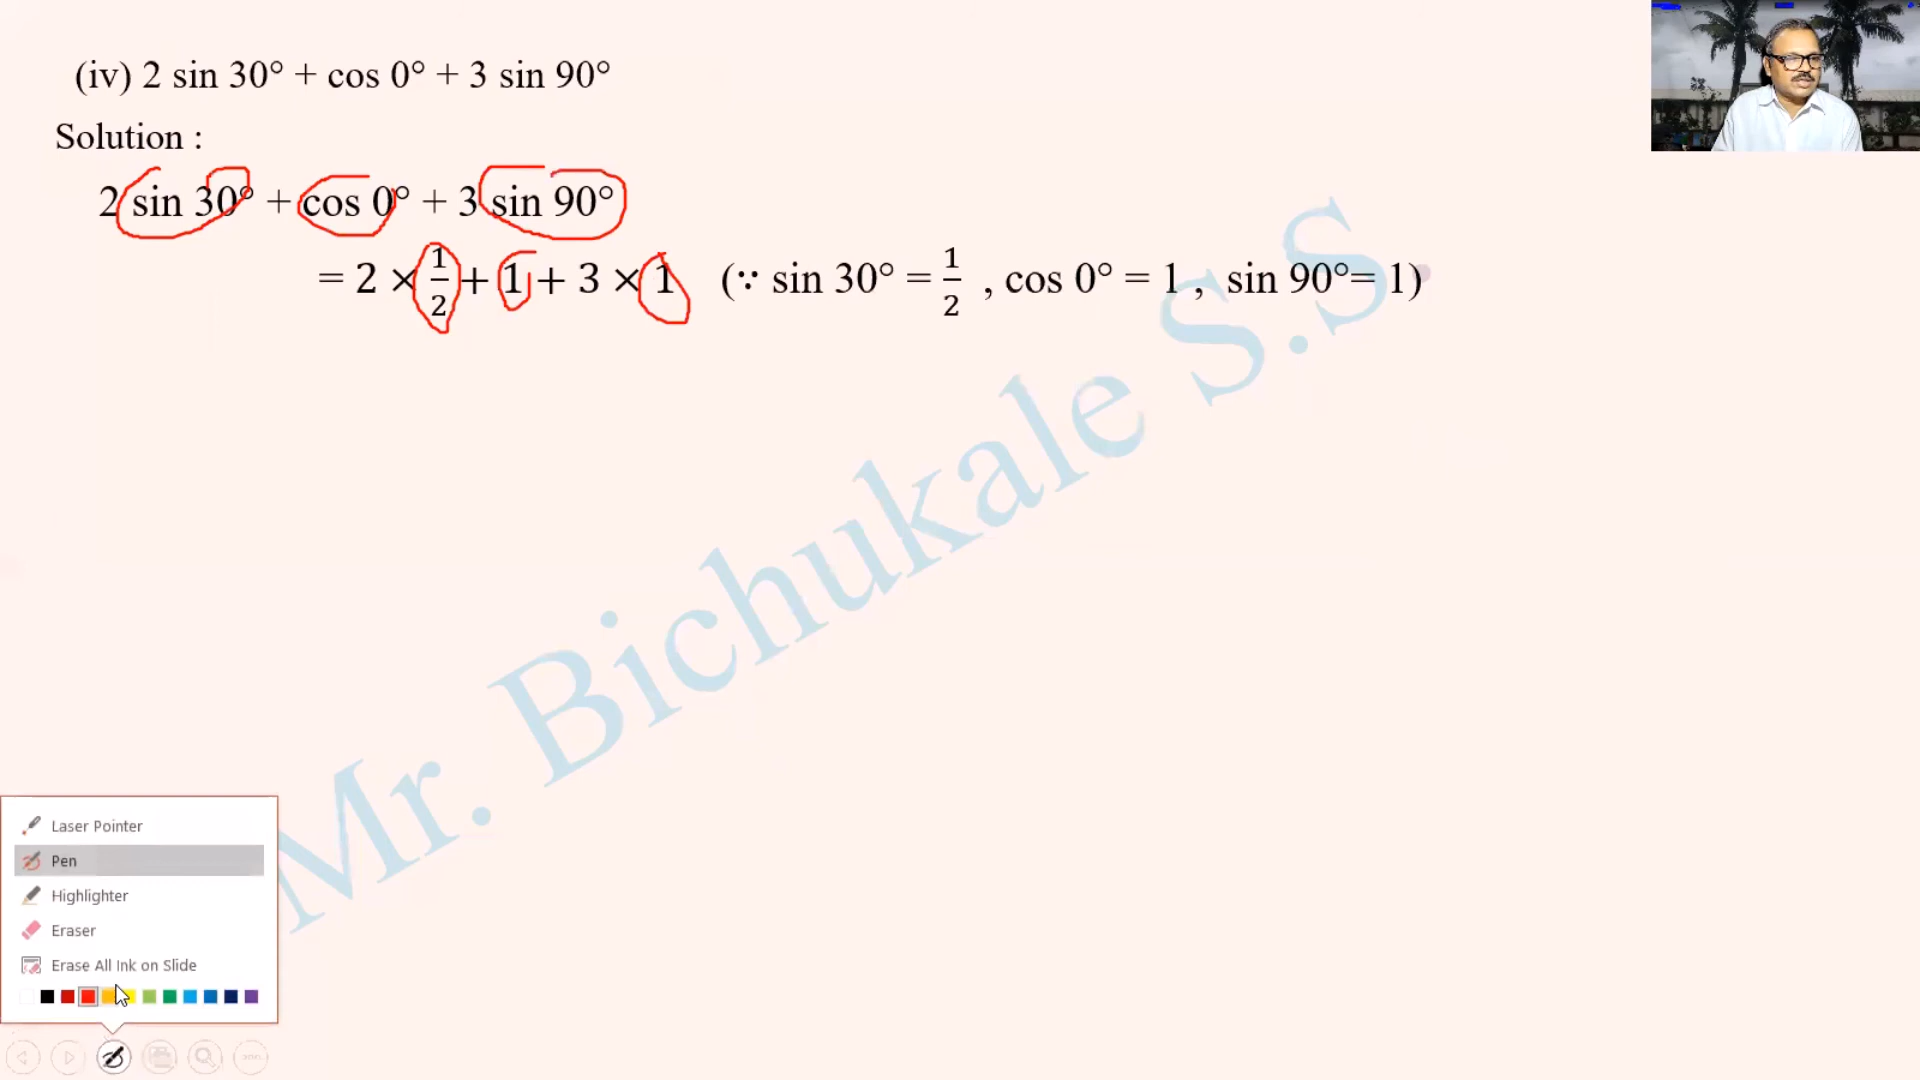 (iv) 2 sin 30° + cos 0° + 3 sin 90°
Solution :
2 sin 30° + cos 0° + 3 sin 90°
= 2 × 1/2 + 1 + 3 × 1 (∵ sin 30° = 1/2 , cos 0° = 1 , sin 90°= 1)
Mr. Bichukale S.S
Laser Pointer
Pen
Highlighter
Eraser
Erase All Ink on Slide